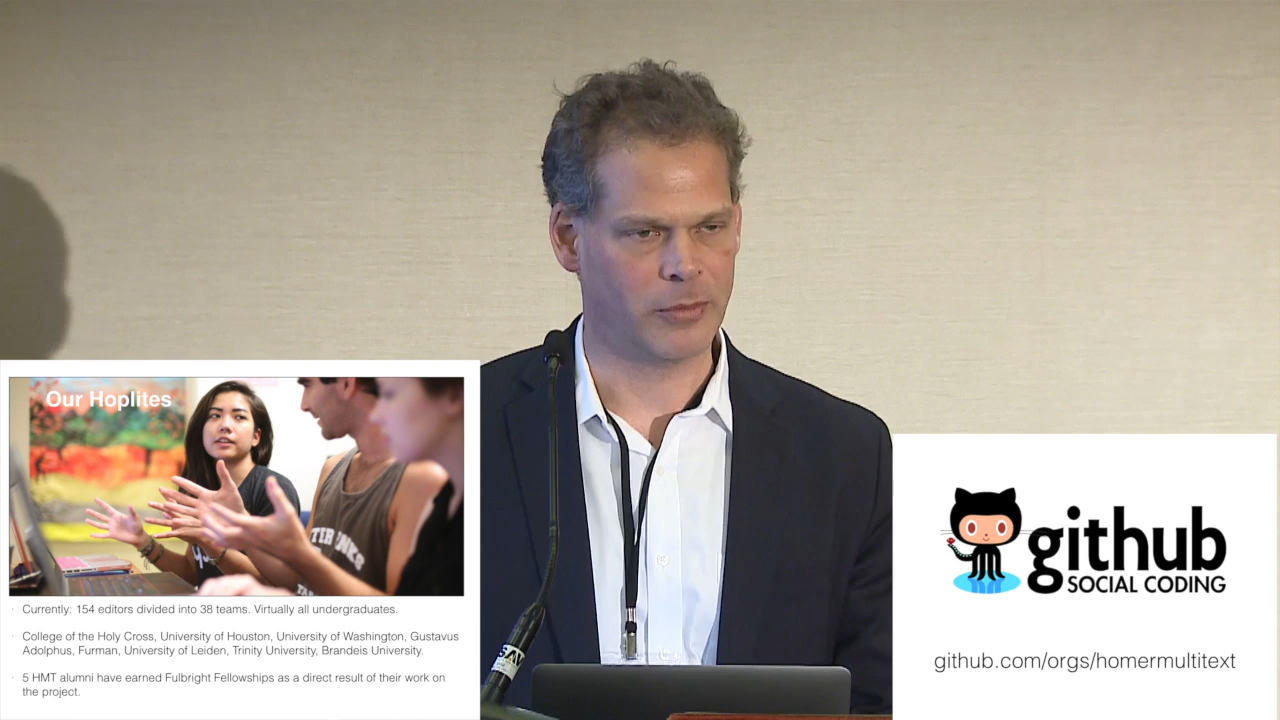 Our Hoplites
Currently: 154 editors divided into 38 teams. Virtually all undergraduates.
College of the Holy Cross, University of Houston, University of Washington, Gustavus
Adolphus, Furman, University of Leiden, Trinity University, Brandeis University.
5 HMT alumni have earned Fulbright Fellowships as a direct result of their work on
the project.
github
SOCIAL CODING
github.com/orgs/homermultitext